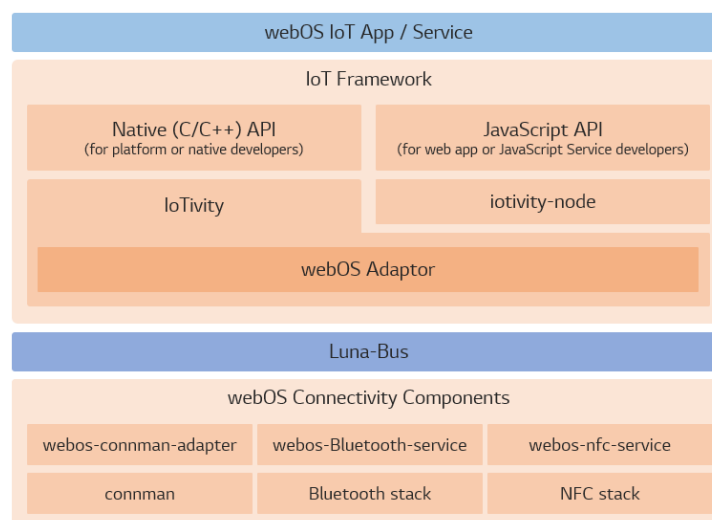 webOS IoT App / Service
IoT Framework
Native (C/C++) API
(for platform or native developers)
JavaScript API
(for web app or JavaScript Service developers)
IoTivity
iotivity-node
webOS Adaptor
Luna-Bus
webOS Connectivity Components
webos-connman-adapter
webos-Bluetooth-service
webos-nfc-service
connman
Bluetooth stack
NFC stack